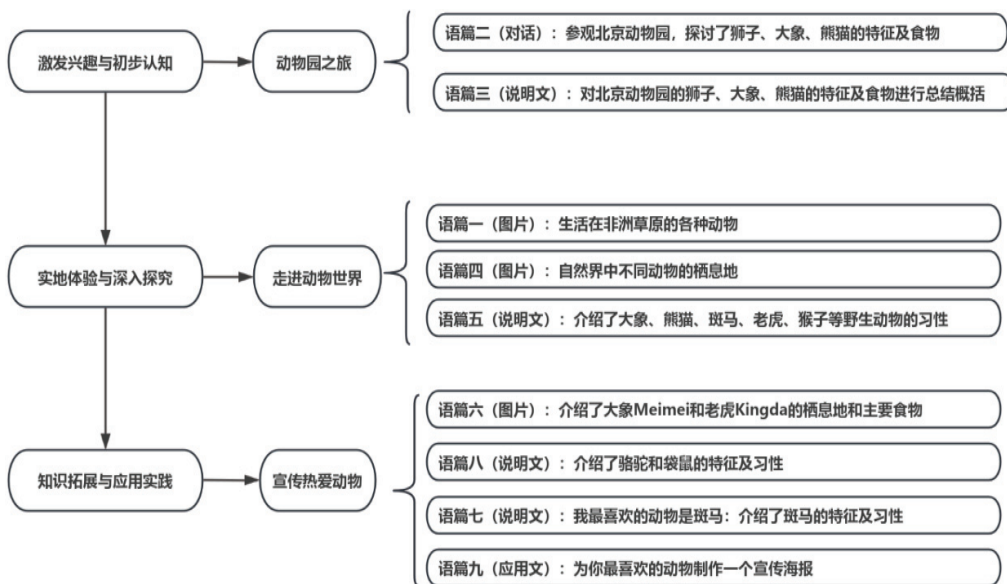 激发兴趣与初步认知
动物园之旅
语篇二（对话）：参观北京动物园，探讨了狮子、大象、熊猫的特征及食物
语篇三（说明文）：对北京动物园的狮子、大象、熊猫的特征及食物进行总结概括
实地体验与深入探究
走进动物世界
语篇一（图片）：生活在非洲草原的各种动物
语篇四（图片）：自然界中不同动物的栖息地
语篇五（说明文）：介绍了大象、熊猫、斑马、老虎、猴子等野生动物的习性
知识拓展与应用实践
宣传热爱动物
语篇六（图片）：介绍了大象Meimei和老虎Kingda的栖息地和主要食物
语篇八（说明文）：介绍了骆驼和袋鼠的特征及习性
语篇七（说明文）：我最喜欢的动物是斑马：介绍了斑马的特征及习性
语篇九（应用文）：为你最喜欢的动物制作一个宣传海报